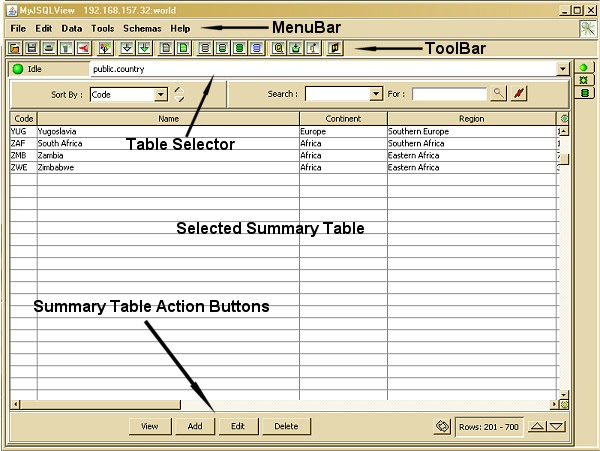 MyJSQLView 192.168.157.32:world
File Edit Data Tools Schemas Help MenuBar
ToolBar
Idle public.country
Sort By : Code Search : For :
Code Name Continent Region
YUG Yugoslavia Europe Southern Europe
ZAF South Africa Africa Southern Africa
Table Selector
ZMB Zambia Africa Eastern Africa
ZWE Zimbabwe Africa Eastern Africa
Selected Summary Table
Summary Table Action Buttons
View Add Edit Delete Rows: 201 - 700